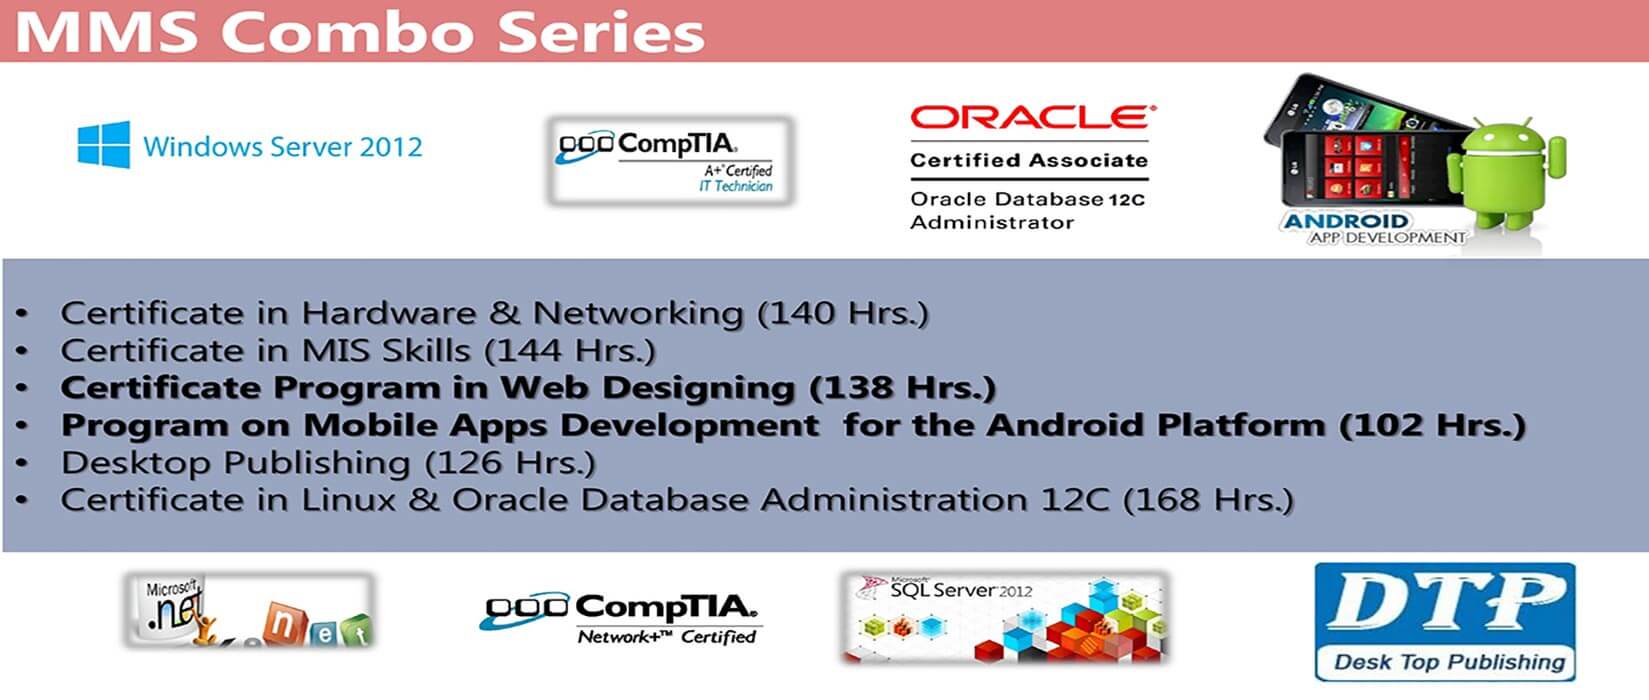 MMS Combo Series
Windows Server 2012
CompTIA.
A+® Certified
IT Technician
ORACLE®
Certified Associate
Oracle Database 12C
Administrator
LG
LG
ANDROID
APP DEVELOPMENT
• Certificate in Hardware & Networking (140 Hrs.)
• Certificate in MIS Skills (144 Hrs.)
• Certificate Program in Web Designing (138 Hrs.)
• Program on Mobile Apps Development for the Android Platform (102 Hrs.)
• Desktop Publishing (126 Hrs.)
• Certificate in Linux & Oracle Database Administration 12C (168 Hrs.)
Microsoft
.net
net
CompTIA.
Network+™ Certified
Microsoft®
SQL Server® 2012
DTP
Desk Top Publishing